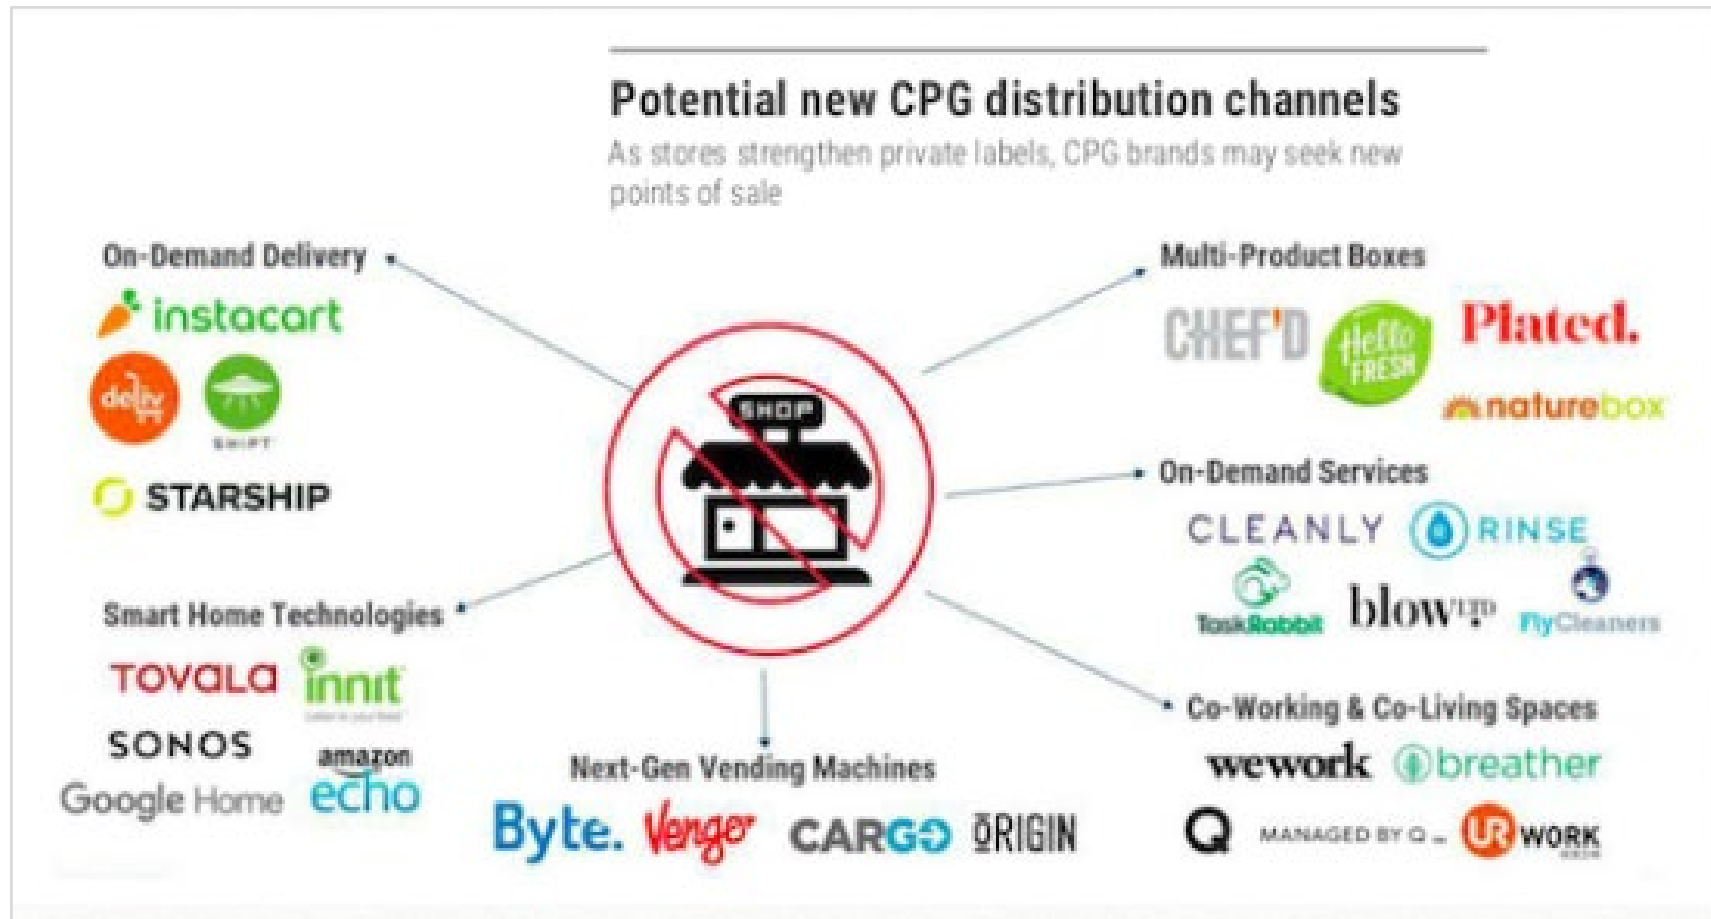 Potential new CPG distribution channels
As stores strengthen private labels, CPG brands may seek new
points of sale
On-Demand Delivery
instacart
deliv
SHIPT
STARSHIP
Smart Home Technologies
TOVALA
innit
SONOS
amazon
echo
Google Home
SHOP
Next-Gen Vending Machines
Byte. Vengo CARGO ORIGIN
Multi-Product Boxes
CHEF'D
Hello
FRESH
Plated.
naturebox
On-Demand Services
CLEANLY RINSE
TaskRabbit blow LTD FlyCleaners
Co-Working & Co-Living Spaces
wework breather
Q MANAGED BY Q UR WORK